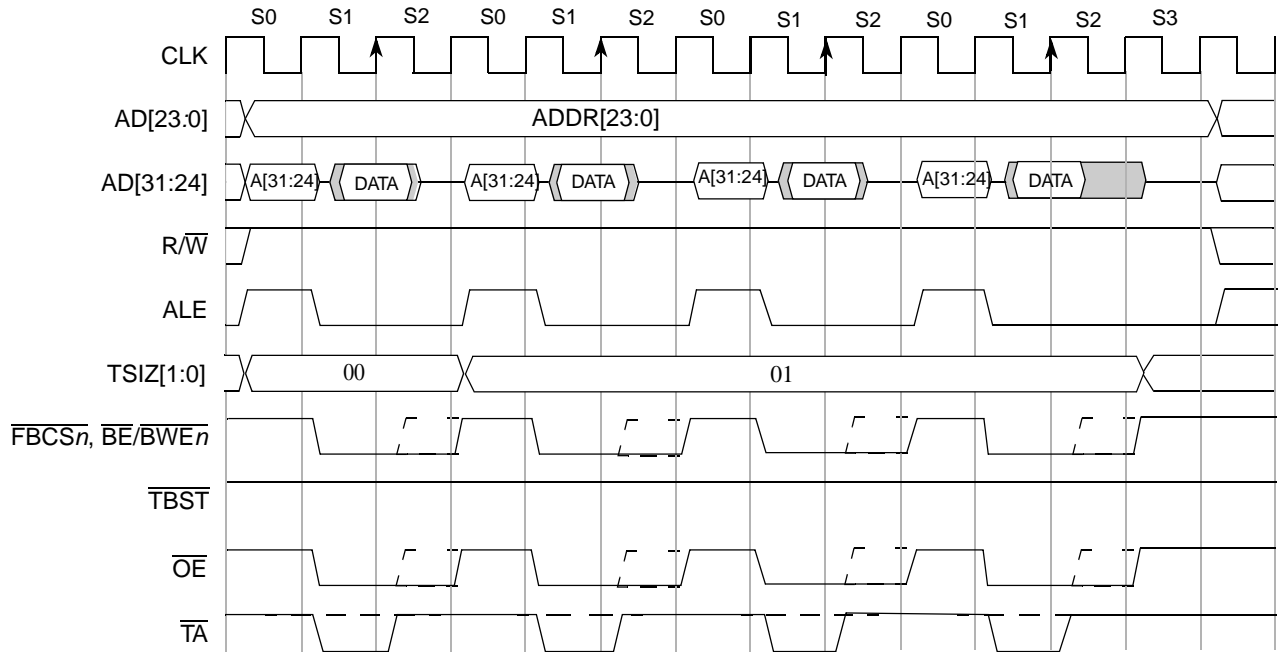 S0 S1 S2 S0 S1 S2 S0 S1 S2 S0 S1 S2 S3
CLK
AD[23:0] ADDR[23:0]
AD[31:24] A[31:24] DATA A[31:24] DATA A[31:24] DATA A[31:24] DATA
R/W
ALE
TSIZ[1:0] 00 01
FBCSn, BE/BWEn
TBST
OE
TA